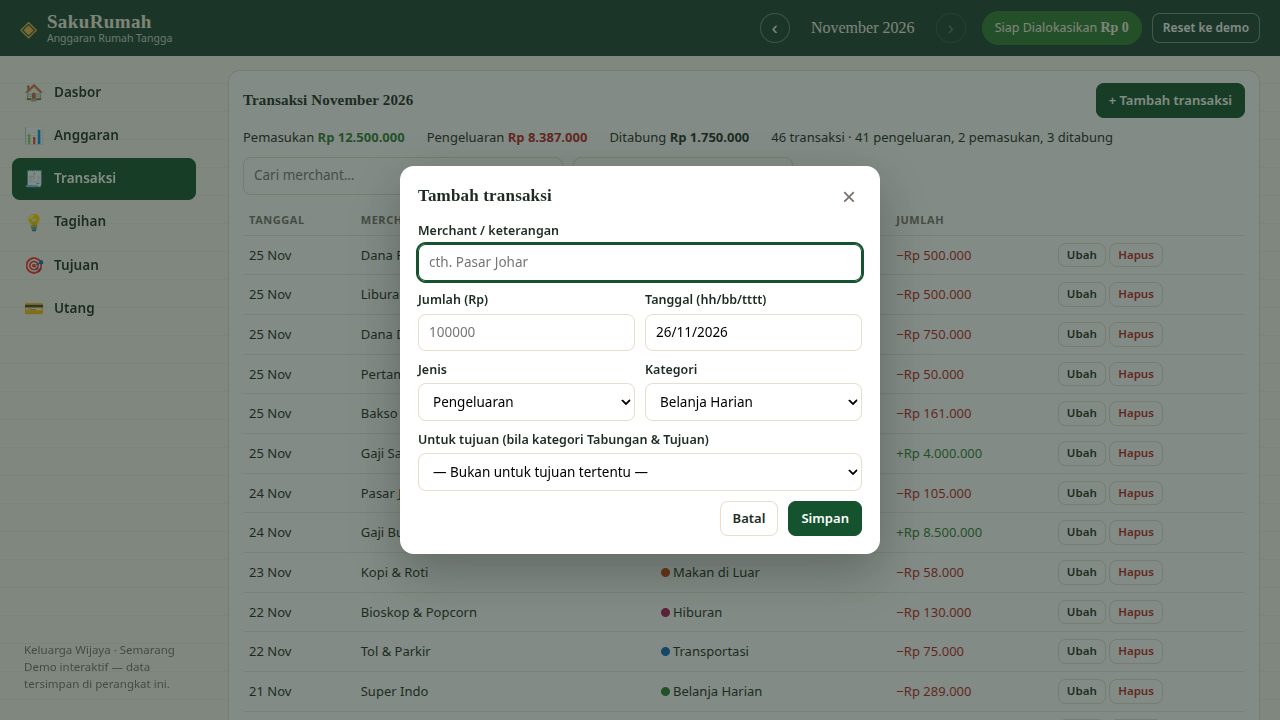 SakuRumah
Anggaran Rumah Tangga
November 2026
Siap Dialokasikan Rp 0
Reset ke demo
Dasbor
Anggaran
Transaksi
Tagihan
Tujuan
Utang
Keluarga Wijaya · Semarang
Demo interaktif — data
tersimpan di perangkat ini.
Transaksi November 2026
+ Tambah transaksi
Pemasukan Rp 12.500.000 Pengeluaran Rp 8.387.000 Ditabung Rp 1.750.000 46 transaksi · 41 pengeluaran, 2 pemasukan, 3 ditabung
Cari merchant…
TANGGAL JUMLAH
25 Nov Dana −Rp 500.000 Ubah Hapus
25 Nov −Rp 500.000 Ubah Hapus
25 Nov Dana −Rp 750.000 Ubah Hapus
25 Nov −Rp 50.000 Ubah Hapus
25 Nov Bakso −Rp 161.000 Ubah Hapus
25 Nov Gaji +Rp 4.000.000 Ubah Hapus
24 Nov Pasar −Rp 105.000 Ubah Hapus
24 Nov Gaji +Rp 8.500.000 Ubah Hapus
23 Nov Kopi & Roti Makan di Luar −Rp 58.000 Ubah Hapus
22 Nov Bioskop & Popcorn Hiburan −Rp 130.000 Ubah Hapus
22 Nov Tol & Parkir Transportasi −Rp 75.000 Ubah Hapus
21 Nov Super Indo Belanja Harian −Rp 289.000 Ubah Hapus
Tambah transaksi
Merchant / keterangan
cth. Pasar Johar
Jumlah (Rp) Tanggal (hh/bb/tttt)
100000 26/11/2026
Jenis Kategori
Pengeluaran Belanja Harian
Untuk tujuan (bila kategori Tabungan & Tujuan)
— Bukan untuk tujuan tertentu —
Batal Simpan